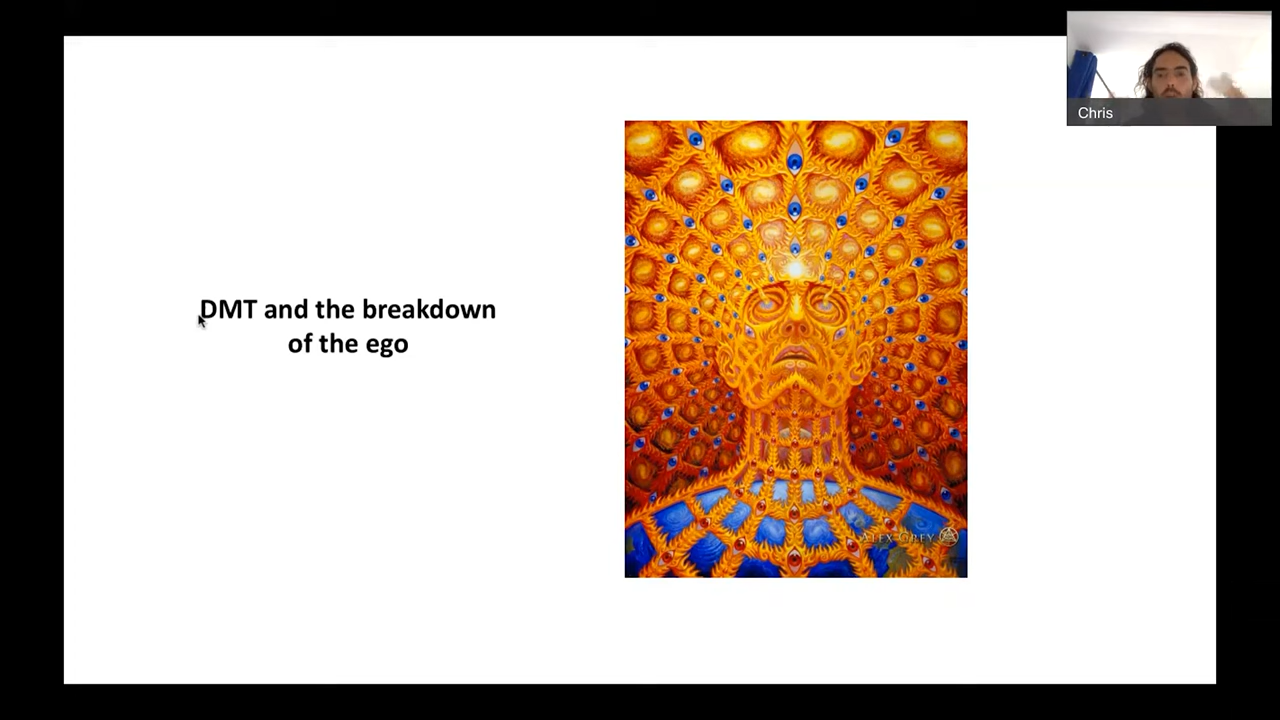 Chris
DMT and the breakdown
of the ego
ALEX GREY